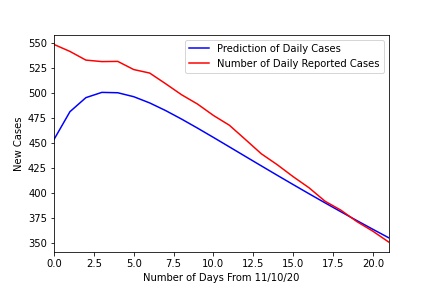 550
525
500
475
450
425
400
375
350
New Cases
Prediction of Daily Cases
Number of Daily Reported Cases
0.0 2.5 5.0 7.5 10.0 12.5 15.0 17.5 20.0
Number of Days From 11/10/20